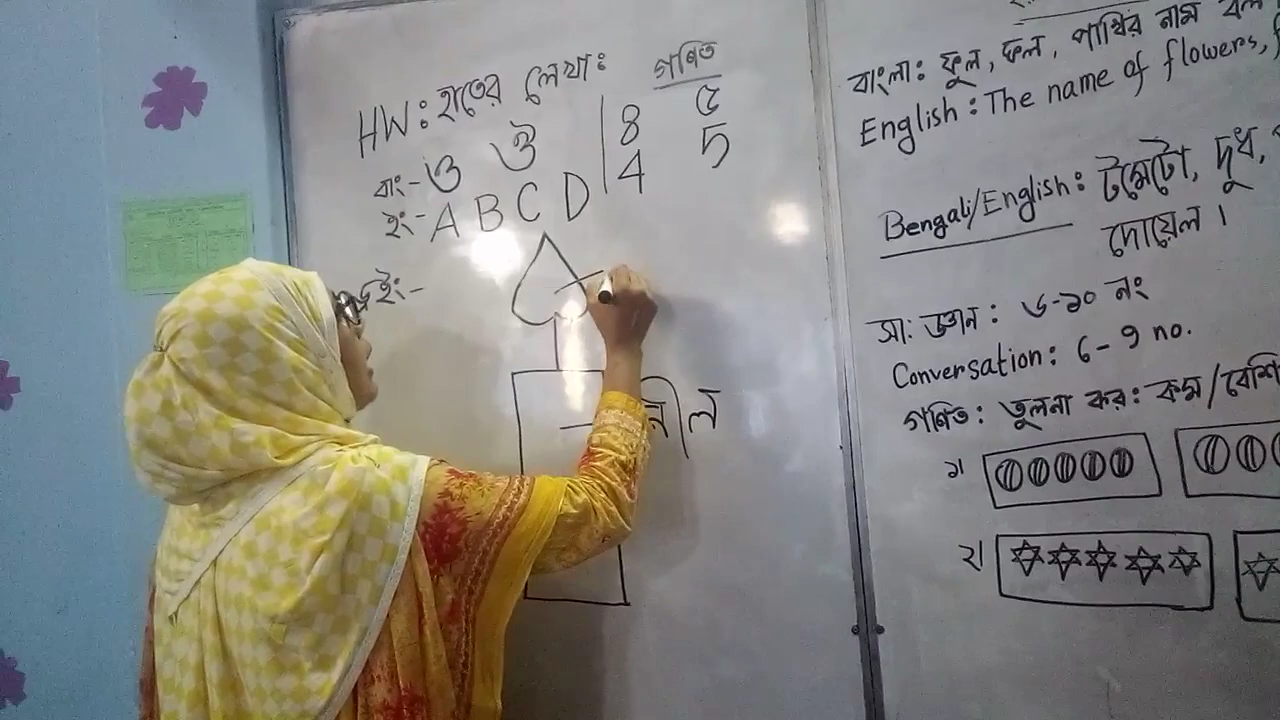 HW: হাতের লেখাঃ
গণিত
বাং- ও ঔ
৪ ৫
ইং- A B C D
4 5
ইং:-
নীল
বাংলা: ফুল, ফল, পাখির নাম বল
English: The name of flowers,
Bengali/English: টমেটো, দুধ,
দোয়েল।
সা: জ্ঞান: ৬-১০ নং
Conversation: 6-9 no.
গণিত: তুলনা কর: কম/বেশি
১।
২।